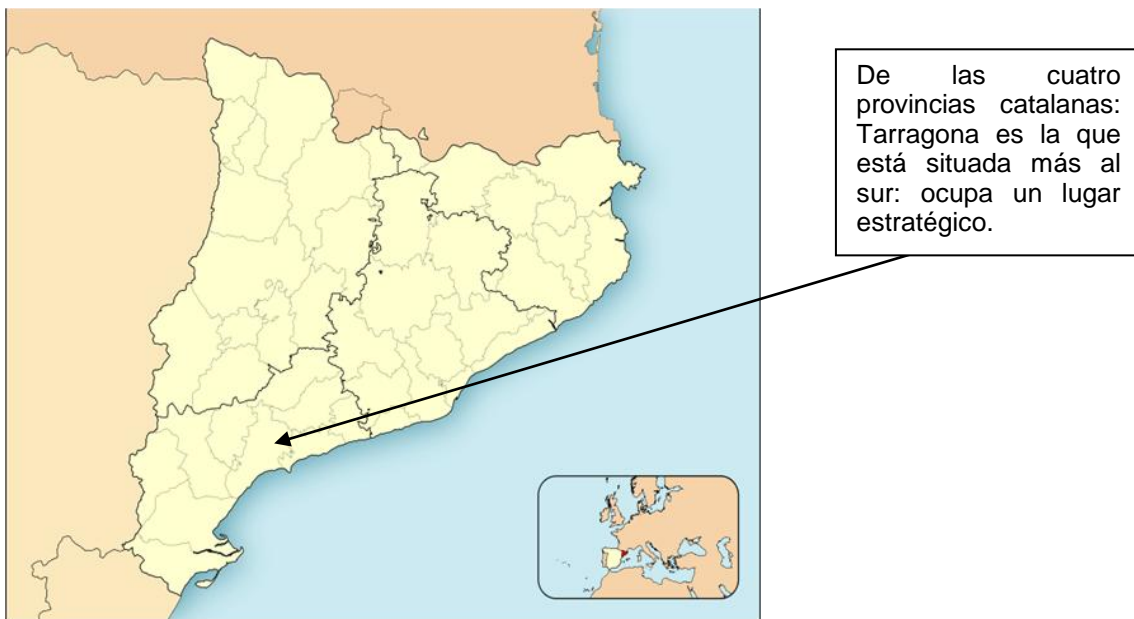 De las cuatro
provincias catalanas:
Tarragona es la que
está situada más al
sur: ocupa un lugar
estratégico.